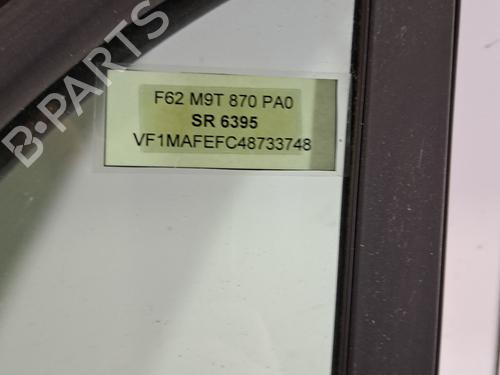 B-PARTS
F62 M9T 870 PA0
SR 6395
VF1MAFEFC48733748